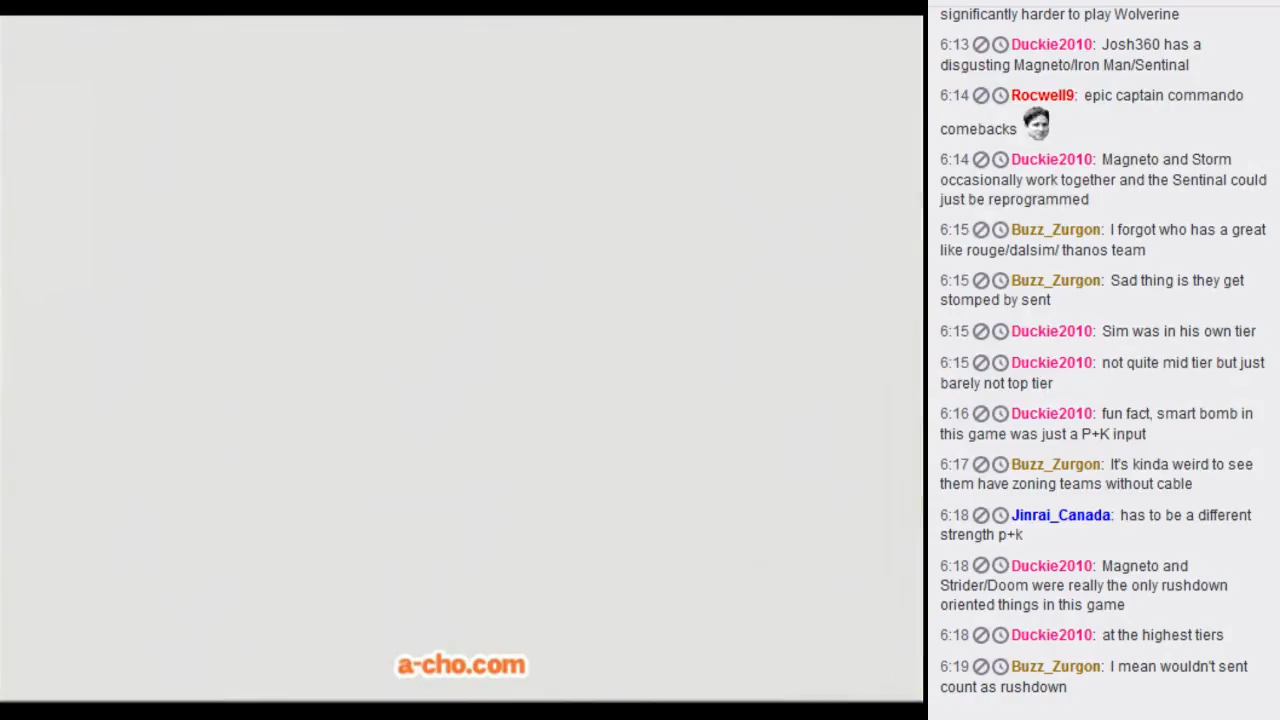 a-cho.com
significantly harder to play Wolverine
6:13 Duckie2010: Josh360 has a
disgusting Magneto/Iron Man/Sentinal
6:14 Rocwell9: epic captain commando
comebacks
6:14 Duckie2010: Magneto and Storm
occasionally work together and the Sentinal could
just be reprogrammed
6:15 Buzz_Zurgon: I forgot who has a great
like rouge/dalsim/ thanos team
6:15 Buzz_Zurgon: Sad thing is they get
stomped by sent
6:15 Duckie2010: Sim was in his own tier
6:15 Duckie2010: not quite mid tier but just
barely not top tier
6:16 Duckie2010: fun fact, smart bomb in
this game was just a P+K input
6:17 Buzz_Zurgon: It's kinda weird to see
them have zoning teams without cable
6:18 Jinrai_Canada: has to be a different
strength p+k
6:18 Duckie2010: Magneto and
Strider/Doom were really the only rushdown
oriented things in this game
6:18 Duckie2010: at the highest tiers
6:19 Buzz_Zurgon: I mean wouldn't sent
count as rushdown